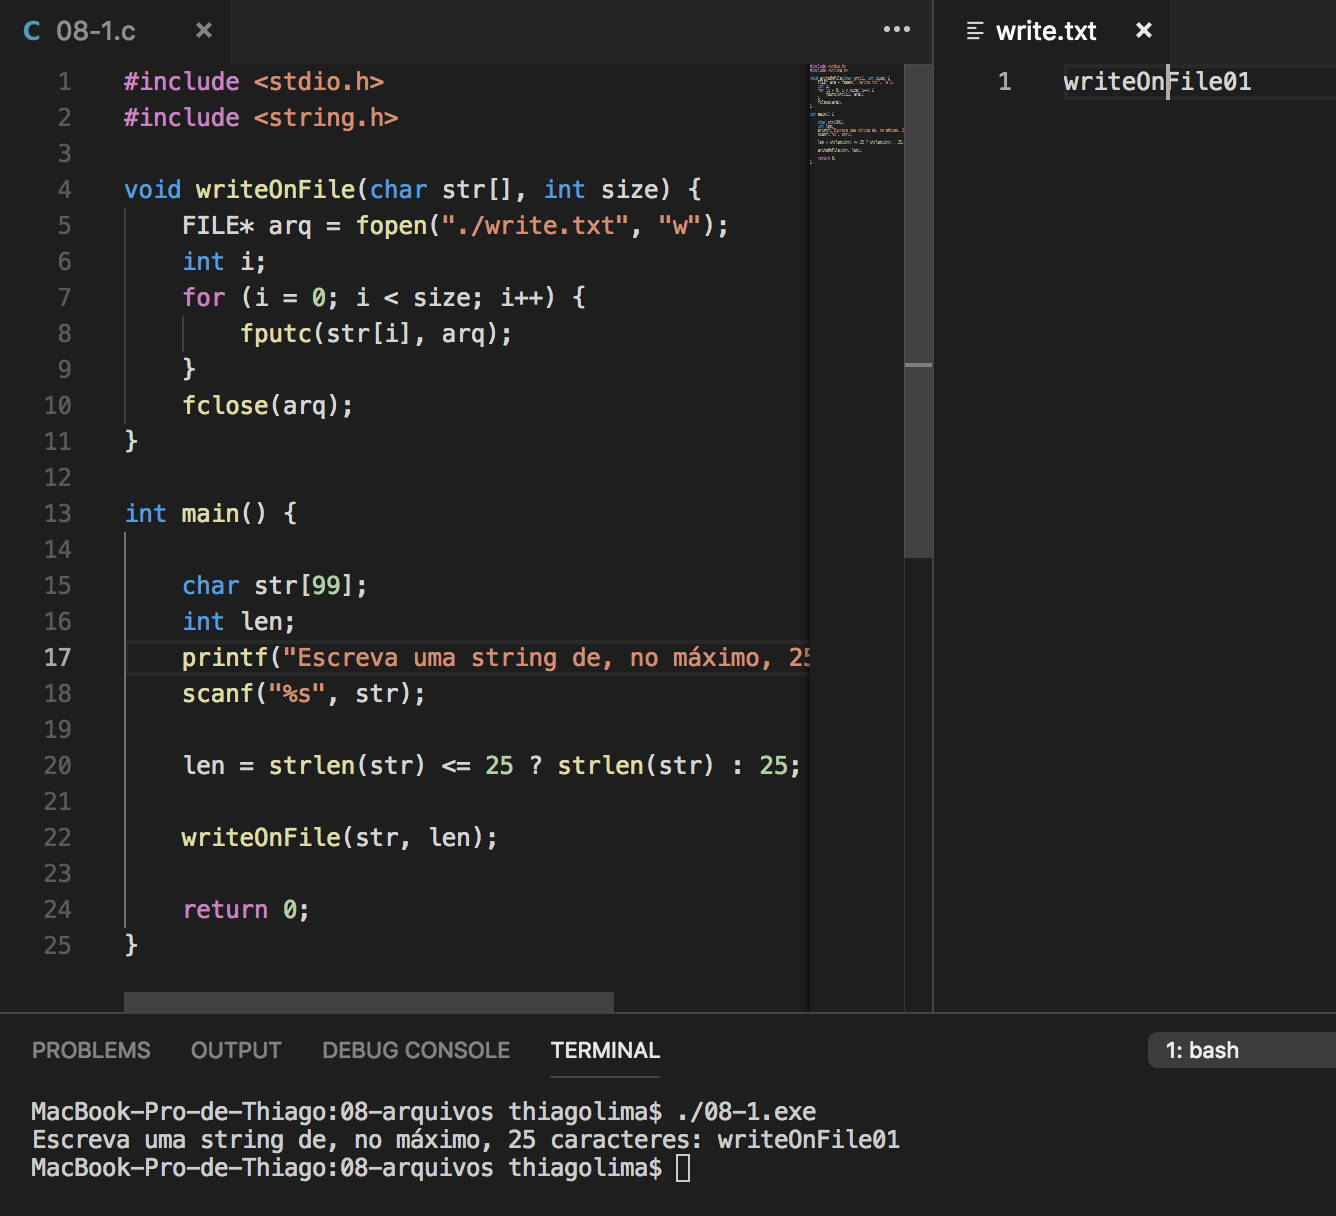 08-1.c
#include <stdio.h>
#include <string.h>
void writeOnFile(char str[], int size) {
FILE* arq = fopen("./write.txt", "w");
int i;
for (i = 0; i < size; i++) {
fputc(str[i], arq);
}
fclose(arq);
}
int main() {
char str[99];
int len;
printf("Escreva uma string de, no máximo, 25
scanf("%s", str);
len = strlen(str) <= 25 ? strlen(str) : 25;
writeOnFile(str, len);
return 0;
}
1
2
3
4
5
6
7
8
9
10
11
12
13
14
15
16
17
18
19
20
21
22
23
24
25
write.txt
1 writeOnFile01
PROBLEMS OUTPUT DEBUG CONSOLE TERMINAL
1: bash
MacBook-Pro-de-Thiago:08-arquivos thiagolima$ ./08-1.exe
Escreva uma string de, no máximo, 25 caracteres: writeOnFile01
MacBook-Pro-de-Thiago:08-arquivos thiagolima$